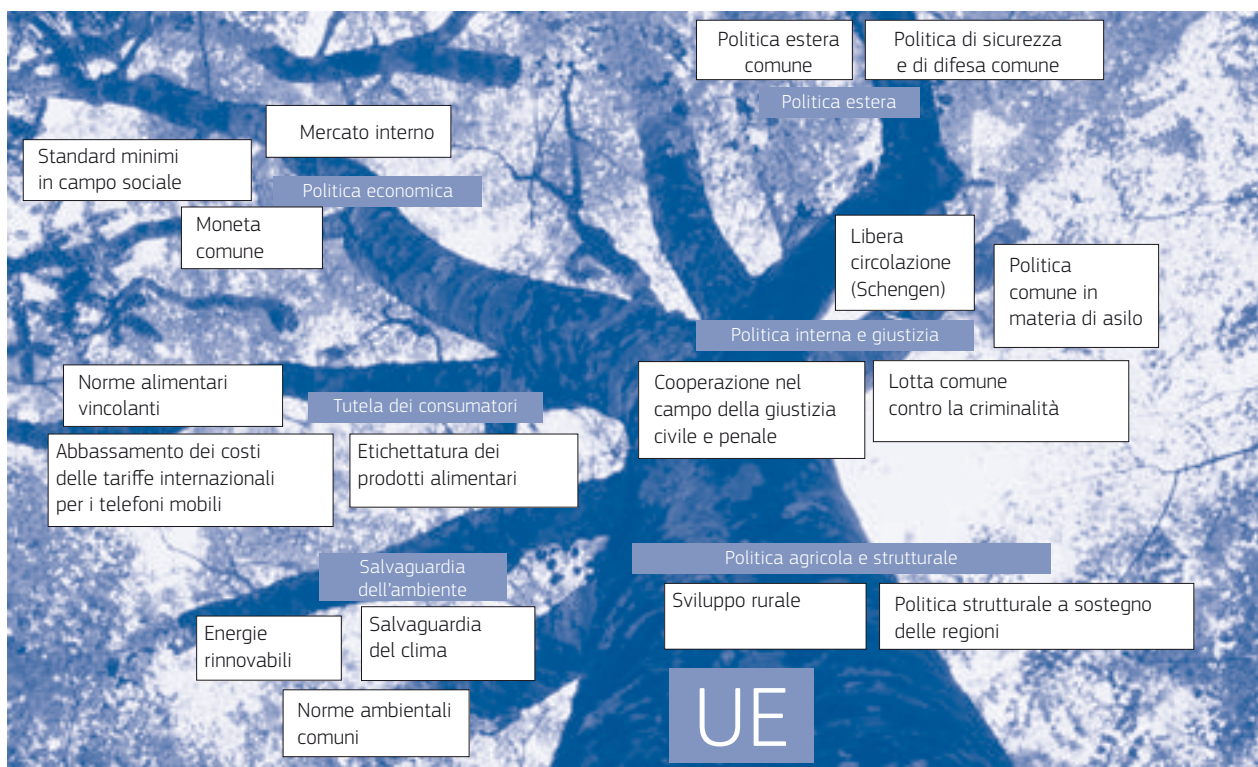 Politica estera
comune
Politica di sicurezza
e di difesa comune
Politica estera
Mercato interno
Standard minimi
in campo sociale
Politica economica
Moneta
comune
Libera
circolazione
(Schengen)
Politica
comune in
materia di asilo
Politica interna e giustizia
Cooperazione nel
campo della giustizia
civile e penale
Lotta comune
contro la criminalità
Norme alimentari
vincolanti
Tutela dei consumatori
Abbassamento dei costi
delle tariffe internazionali
per i telefoni mobili
Etichettatura dei
prodotti alimentari
Salvaguardia
dell'ambiente
Energie
rinnovabili
Salvaguardia
del clima
Norme ambientali
comuni
Politica agricola e strutturale
Sviluppo rurale
Politica strutturale a sostegno
delle regioni
UE